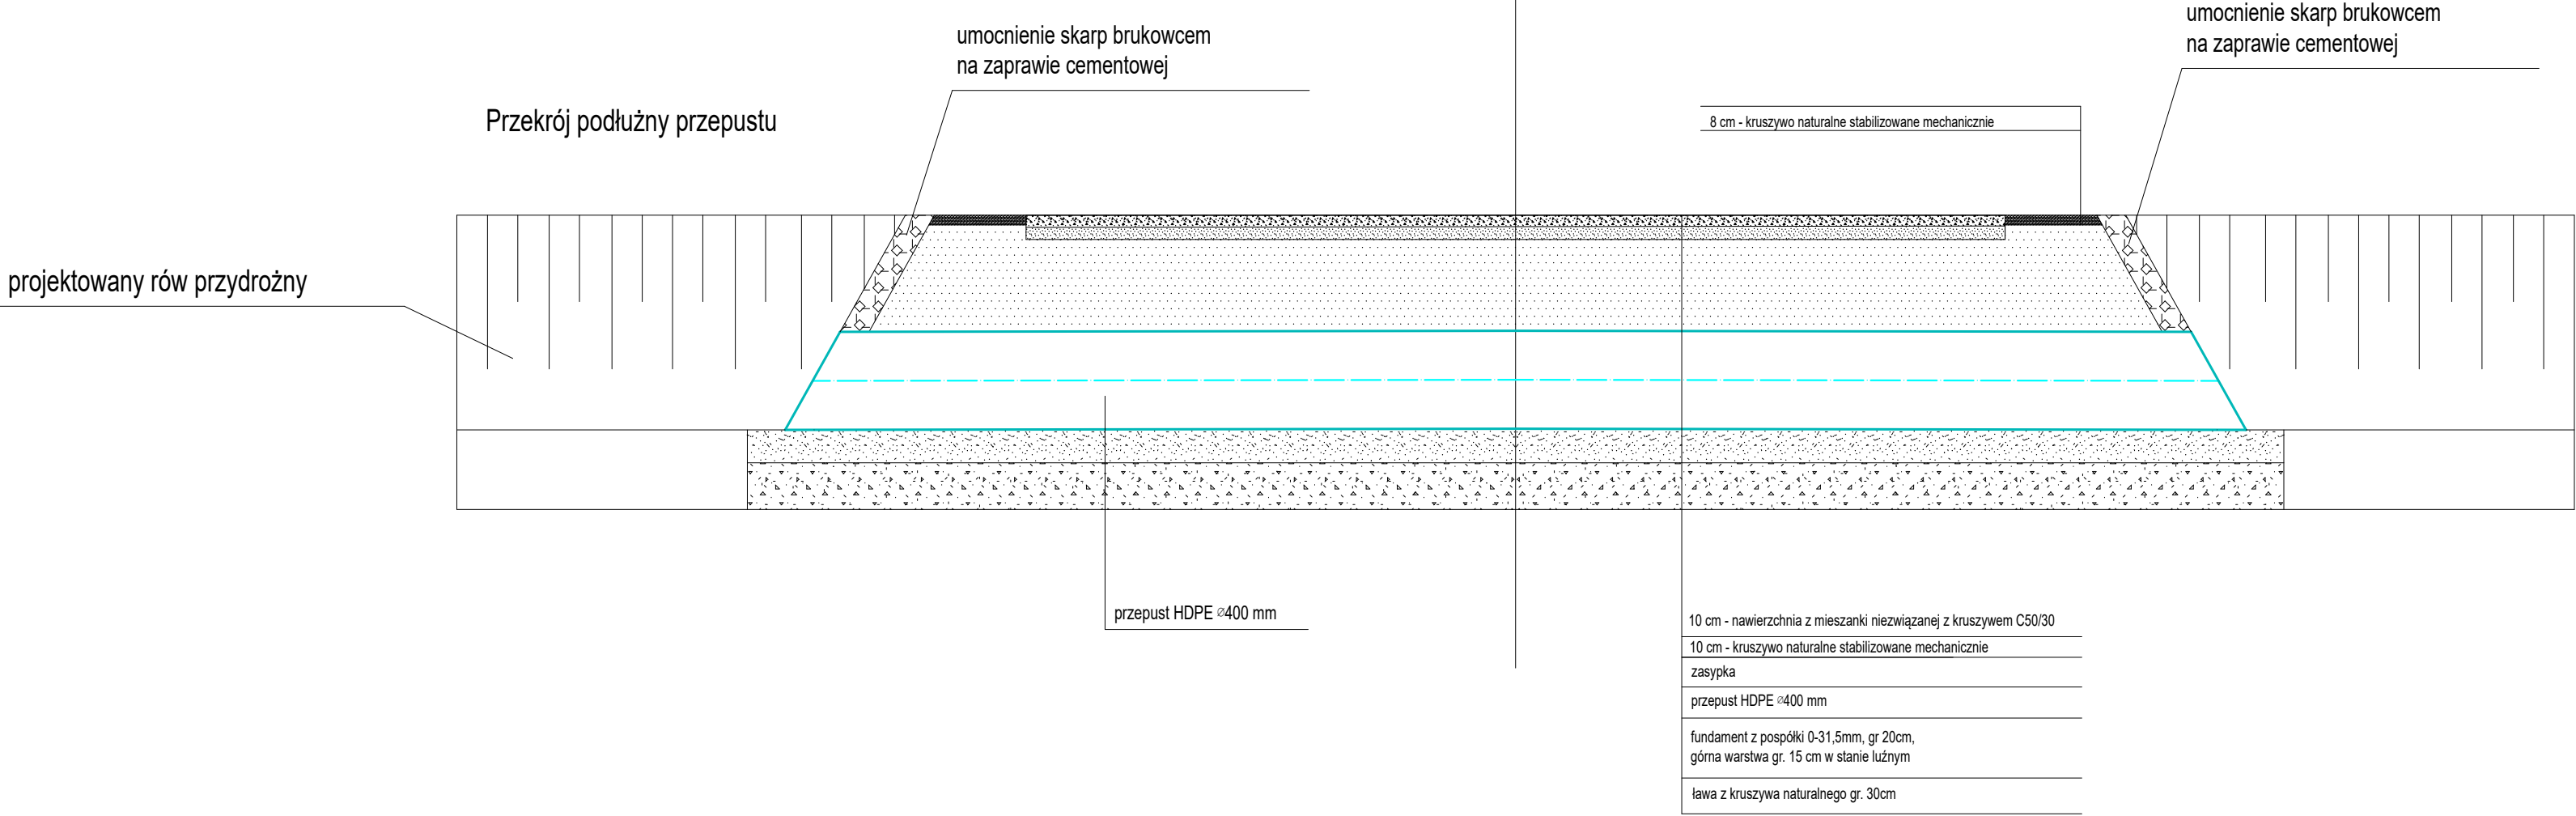 umocnienie skarp brukowcem
na zaprawie cementowej
umocnienie skarp brukowcem
na zaprawie cementowej
Przekrój podłużny przepustu
8 cm - kruszywo naturalne stabilizowane mechanicznie
projektowany rów przydrożny
przepust HDPE ⌀400 mm
10 cm - nawierzchnia z mieszanki niezwiązanej z kruszywem C50/30
10 cm - kruszywo naturalne stabilizowane mechanicznie
zasypka
przepust HDPE ⌀400 mm
fundament z pospółki 0-31,5mm, gr 20cm,
górna warstwa gr. 15 cm w stanie luźnym
ława z kruszywa naturalnego gr. 30cm